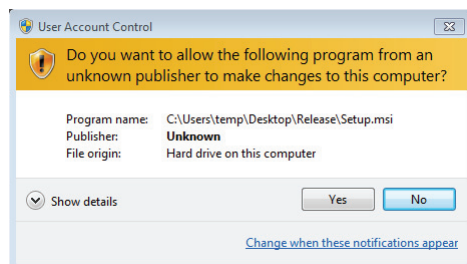 User Account Control
Do you want to allow the following program from an
unknown publisher to make changes to this computer?
Program name: C:\Users\temp\Desktop\Release\Setup.msi
Publisher: Unknown
File origin: Hard drive on this computer
Show details Yes No
Change when these notifications appear